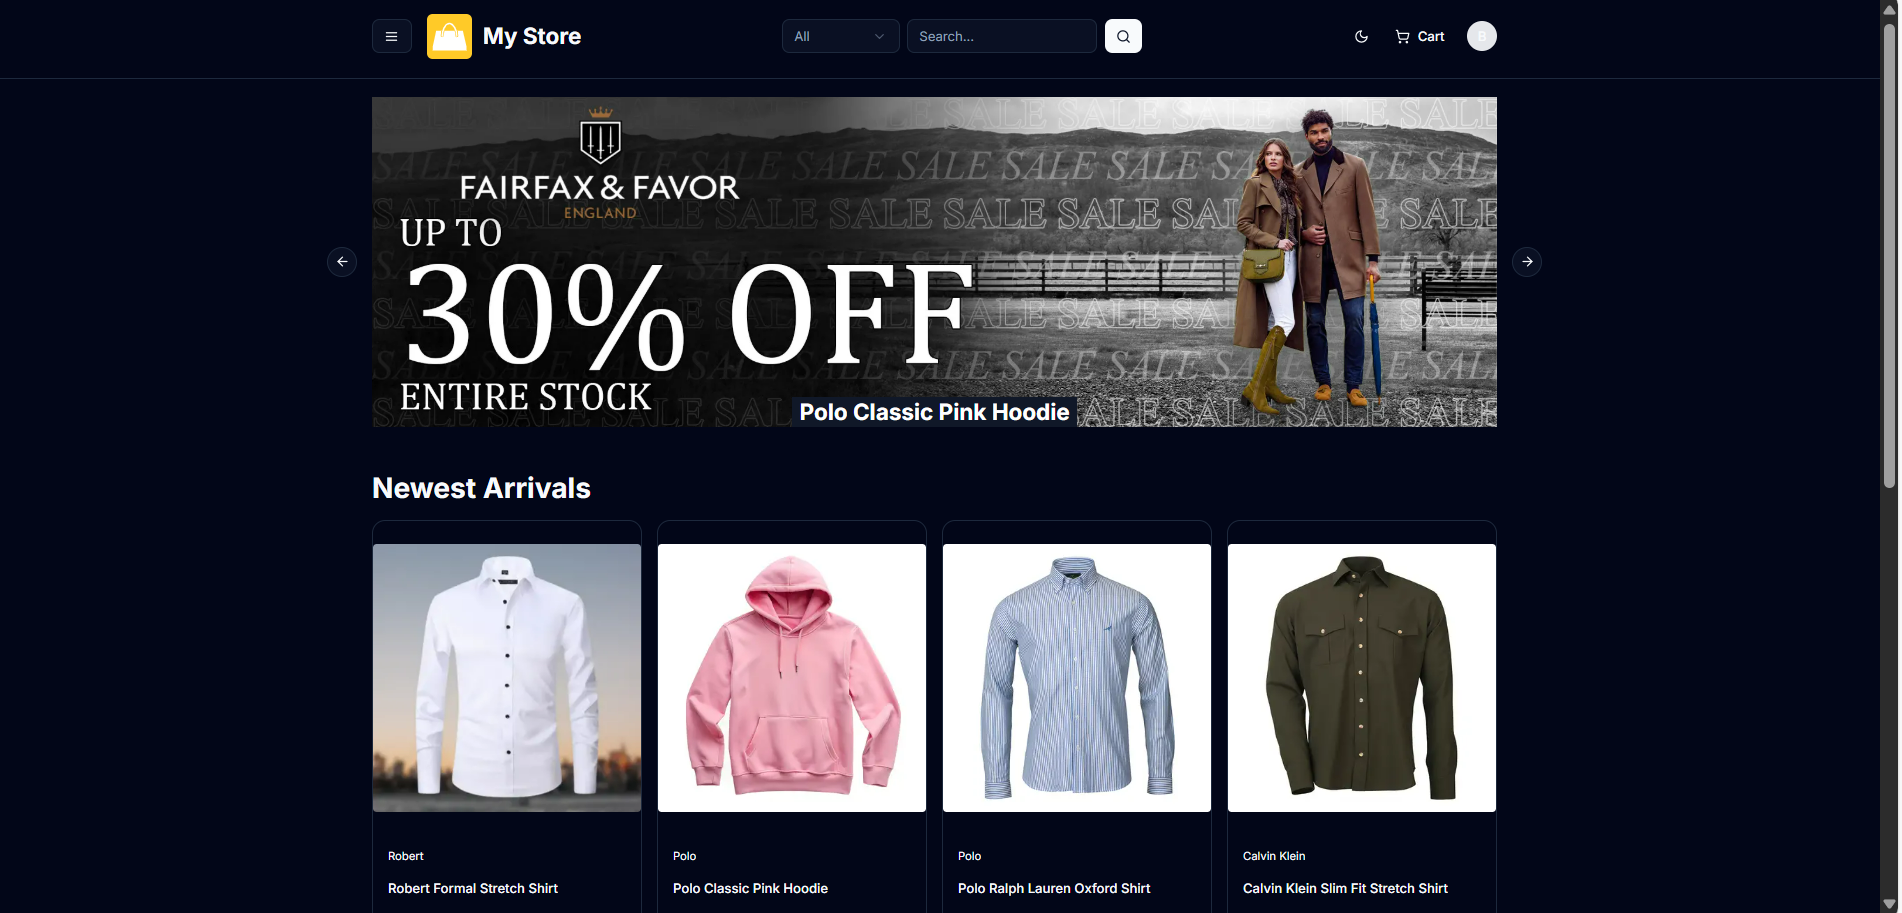 My Store
All
Search...
Cart
B
FAIRFAX & FAVOR
ENGLAND
UP TO
30% OFF
ENTIRE STOCK
SALE SALE SALE SALE SALE SALE
Polo Classic Pink Hoodie
Newest Arrivals
Robert
Robert Formal Stretch Shirt
Polo
Polo Classic Pink Hoodie
Polo
Polo Ralph Lauren Oxford Shirt
Calvin Klein
Calvin Klein Slim Fit Stretch Shirt